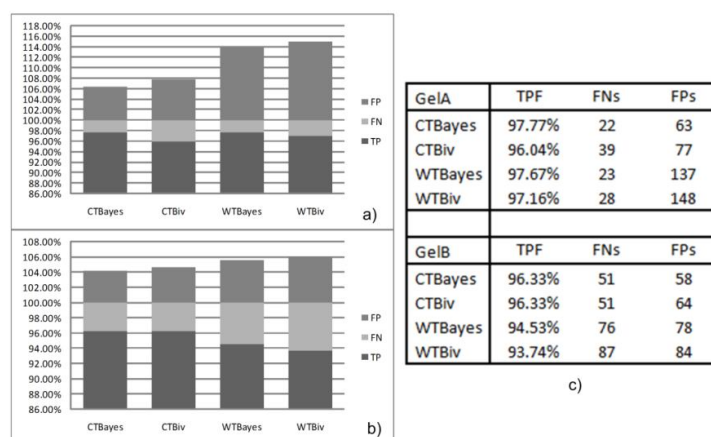 118.00%
116.00%
114.00%
112.00%
110.00%
108.00%
106.00%
104.00%
102.00%
100.00%
98.00%
96.00%
94.00%
92.00%
90.00%
88.00%
86.00%
CTBayes CTBiv WTBayes WTBiv
FP
FN
TP
a)
108.00%
106.00%
104.00%
102.00%
100.00%
98.00%
96.00%
94.00%
92.00%
90.00%
88.00%
86.00%
CTBayes CTBiv WTBayes WTBiv
FP
FN
TP
b)
GelA TPF FNs FPs
CTBayes 97.77% 22 63
CTBiv 96.04% 39 77
WTBayes 97.67% 23 137
WTBiv 97.16% 28 148
GelB TPF FNs FPs
CTBayes 96.33% 51 58
CTBiv 96.33% 51 64
WTBayes 94.53% 76 78
WTBiv 93.74% 87 84
c)